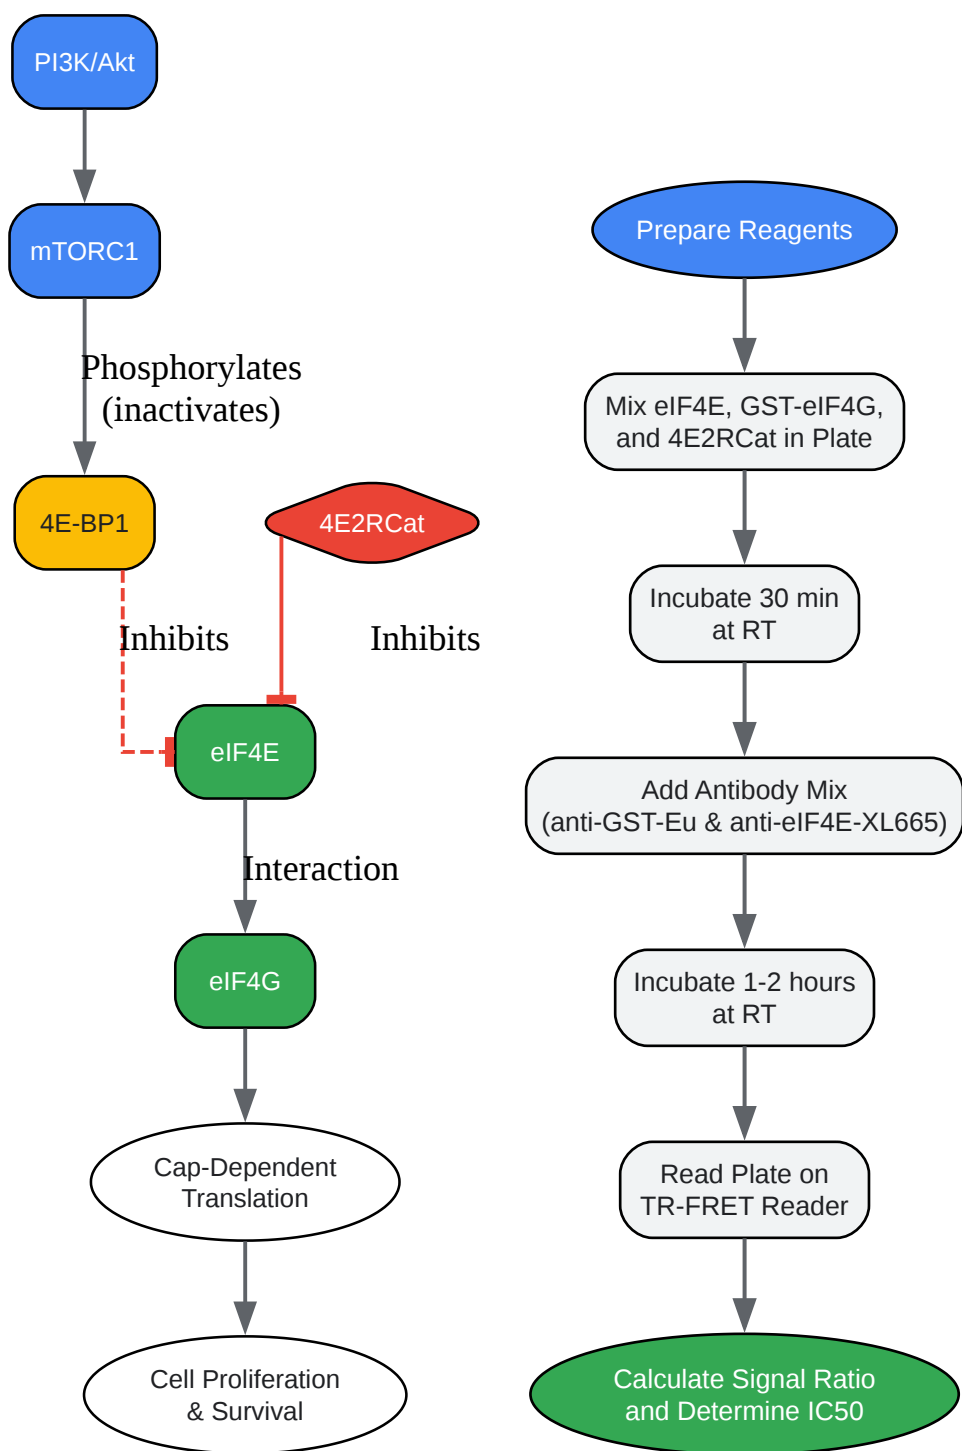 PI3K/Akt
mTORC1
Phosphorylates
(inactivates)
4E-BP1
4E2RCat
Inhibits
Inhibits
eIF4E
Interaction
eIF4G
Cap-Dependent
Translation
Cell Proliferation
& Survival
Prepare Reagents
Mix eIF4E, GST-eIF4G,
and 4E2RCat in Plate
Incubate 30 min
at RT
Add Antibody Mix
(anti-GST-Eu & anti-eIF4E-XL665)
Incubate 1-2 hours
at RT
Read Plate on
TR-FRET Reader
Calculate Signal Ratio
and Determine IC50